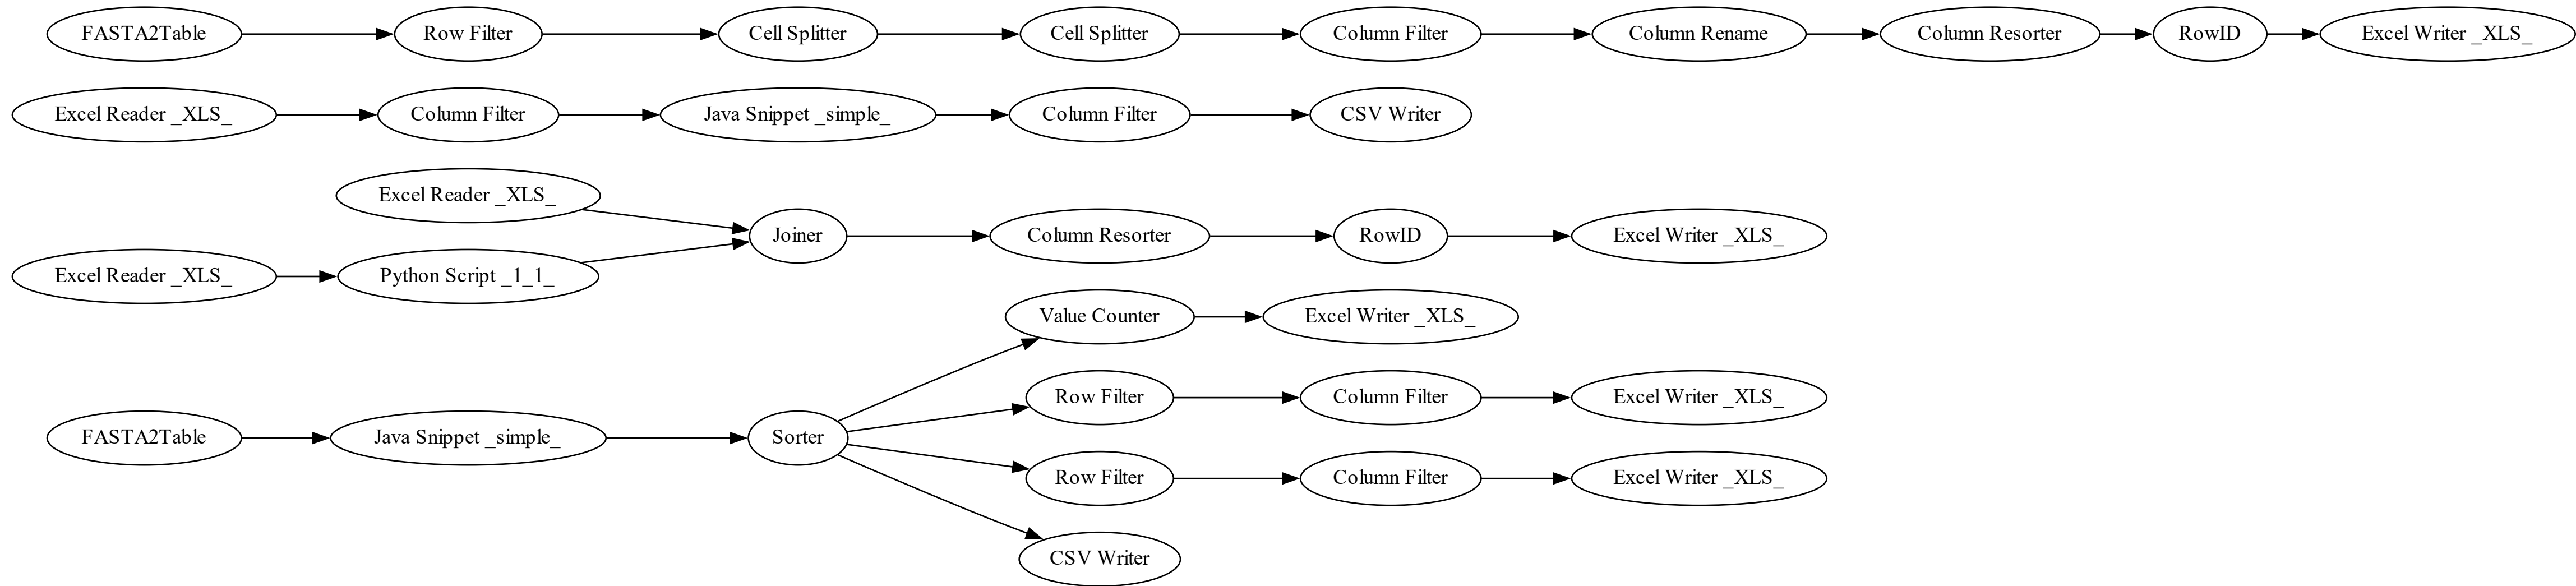 FASTA2Table
Row Filter
Cell Splitter
Cell Splitter
Column Filter
Column Rename
Column Resorter
RowID
Excel Writer _XLS_
Excel Reader _XLS_
Column Filter
Java Snippet _simple_
Column Filter
CSV Writer
Excel Reader _XLS_
Excel Reader _XLS_
Python Script _1_1_
Joiner
Column Resorter
RowID
Excel Writer _XLS_
FASTA2Table
Java Snippet _simple_
Sorter
Value Counter
Excel Writer _XLS_
Row Filter
Column Filter
Excel Writer _XLS_
Row Filter
Column Filter
Excel Writer _XLS_
CSV Writer